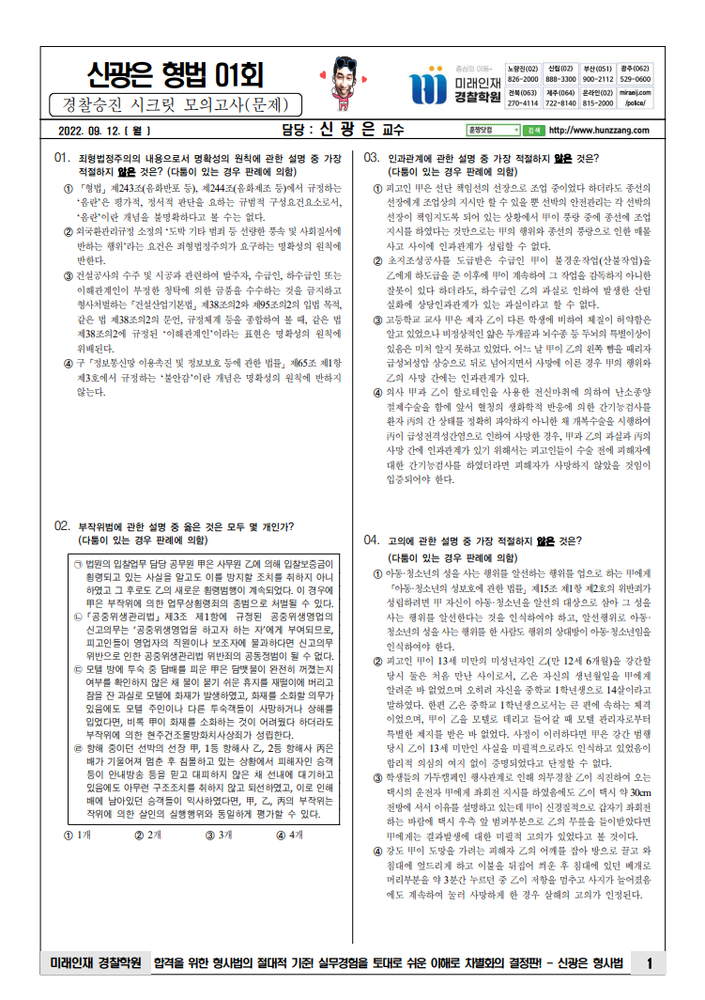 신광은 형법 01회
경찰승진 시크릿 모의고사(문제)
중심의 이동-
미래인재
경찰학원
노량진(02) 826-2000
신림(02) 888-3300
부산(051) 900-2112
광주(062) 529-0600
전북(063) 270-4114
제주(064) 722-8140
온라인(02) 815-2000
miraeij.com /police/
2022. 09. 12. [ 월 ]
담당 : 신 광 은 교수
훈짱닷컴 검색 http://www.hunzzang.com
01. 죄형법정주의의 내용으로서 명확성의 원칙에 관한 설명 중 가장
적절하지 않은 것은? (다툼이 있는 경우 판례에 의함)
① 「형법」제243조(음화반포 등), 제244조(음화제조 등)에서 규정하는
‘음란’은 평가적, 정서적 판단을 요하는 규범적 구성요건요소로서,
‘음란’이란 개념을 불명확하다고 볼 수는 없다.
② 외국환관리규정 소정의 ‘도박 기타 범죄 등 선량한 풍속 및 사회질서에
반하는 행위’라는 요건은 죄형법정주의가 요구하는 명확성의 원칙에
반한다.
③ 건설공사의 수주 및 시공과 관련하여 발주자, 수급인, 하수급인 또는
이해관계인이 부정한 청탁에 의한 금품을 수수하는 것을 금지하고
형사처벌하는 「건설산업기본법」제38조의2와 제95조의2의 입법 목적,
같은 법 제38조의2의 문언, 규정체계 등을 종합하여 볼 때, 같은 법
제38조의2에 규정된 ‘이해관계인’이라는 표현은 명확성의 원칙에
위배된다.
④ 구「정보통신망 이용촉진 및 정보보호 등에 관한 법률」제65조 제1항
제3호에서 규정하는 ‘불안감’이란 개념은 명확성의 원칙에 반하지
않는다.
02. 부작위범에 관한 설명 중 옳은 것은 모두 몇 개인가?
(다툼이 있는 경우 판례에 의함)
㉠ 법원의 입찰업무 담당 공무원 甲은 사무원 乙에 의해 입찰보증금이
횡령되고 있는 사실을 알고도 이를 방지할 조치를 취하지 아니
하였고 그 후로도 乙의 새로운 횡령범행이 계속되었다. 이 경우에
甲은 부작위에 의한 업무상횡령죄의 종범으로 처벌될 수 있다.
㉡ 「공중위생관리법」제3조 제1항에 규정된 공중위생영업의
신고의무는 ‘공중위생영업을 하고자 하는 자’에게 부여되므로,
피고인들이 영업자의 직원이나 보조자에 불과하다면 신고의무
위반으로 인한 공중위생관리법 위반죄의 공동정범이 될 수 없다.
㉢ 모텔 방에 투숙 중 담배를 피운 甲은 담뱃불이 완전히 꺼졌는지
여부를 확인하지 않은 채 불이 붙기 쉬운 휴지를 재떨이에 버리고
잠을 잔 과실로 모텔에 화재가 발생하였고, 화재를 소화할 의무가
있음에도 모텔 주인이나 다른 투숙객들이 사망하거나 상해를
입었다면, 비록 甲이 화재를 소화하는 것이 어려웠다 하더라도
부작위에 의한 현주건조물방화치사상죄가 성립한다.
㉣ 항해 중이던 선박의 선장 甲, 1등 항해사 乙, 2등 항해사 丙은
배가 기울어져 멈춘 후 침몰하고 있는 상황에서 피해자인 승객
등이 안내방송 등을 믿고 대피하지 않은 채 선내에 대기하고
있음에도 아무런 구조조치를 취하지 않고 퇴선하였고, 이로 인해
배에 남아있던 승객들이 익사하였다면, 甲, 乙, 丙의 부작위는
작위에 의한 살인의 실행행위와 동일하게 평가할 수 있다.
① 1개 ② 2개 ③ 3개 ④ 4개
03. 인과관계에 관한 설명 중 가장 적절하지 않은 것은?
(다툼이 있는 경우 판례에 의함)
① 피고인 甲은 선단 책임선의 선장으로 조업 중이었다 하더라도 종선의
선장에게 조업상의 지시만 할 수 있을 뿐 선박의 안전관리는 각 선박의
선장이 책임지도록 되어 있는 상황에서 甲이 풍랑 중에 종선에 조업
지시를 하였다는 것만으로는 甲의 행위와 종선의 풍랑으로 인한 매몰
사고 사이에 인과관계가 성립할 수 없다.
② 초지조성공사를 도급받은 수급인 甲이 불경운작업(산불작업)을
乙에게 하도급을 준 이후에 甲이 계속하여 그 작업을 감독하지 아니한
잘못이 있다 하더라도, 하수급인 乙의 과실로 인하여 발생한 산림
실화에 상당인과관계가 있는 과실이라고 할 수 없다.
③ 고등학교 교사 甲은 제자 乙이 다른 학생에 비하여 체질이 허약함은
알고 있었으나 비정상적인 얇은 두개골과 뇌수종 등 두뇌의 특별이상이
있음은 미처 알지 못하고 있었다. 어느 날 甲이 乙의 왼쪽 뺨을 때리자
급성뇌성압 상승으로 뒤로 넘어지면서 사망에 이른 경우 甲의 행위와
乙의 사망 간에는 인과관계가 있다.
④ 의사 甲과 乙이 할로테인을 사용한 전신마취에 의하여 난소종양
절제수술을 함에 앞서 혈청의 생화학적 반응에 의한 간기능검사를
환자 丙의 간 상태를 정확히 파악하지 아니한 채 개복수술을 시행하여
丙이 급성전격성간염으로 인하여 사망한 경우, 甲과 乙의 과실과 丙의
사망 간에 인과관계가 있기 위해서는 피고인들이 수술 전에 피해자에
대한 간기능검사를 하였더라면 피해자가 사망하지 않았을 것임이
입증되어야 한다.
04. 고의에 관한 설명 중 가장 적절하지 않은 것은?
(다툼이 있는 경우 판례에 의함)
① 아동·청소년의 성을 사는 행위를 알선하는 행위를 업으로 하는 甲에게
「아동·청소년의 성보호에 관한 법률」제15조 제1항 제2호의 위반죄가
성립하려면 甲 자신이 아동·청소년을 알선의 대상으로 삼아 그 성을
사는 행위를 알선한다는 것을 인식하여야 하고, 알선행위로 아동·
청소년의 성을 사는 행위를 한 사람도 행위의 상대방이 아동·청소년임을
인식하여야 한다.
② 피고인 甲이 13세 미만의 미성년자인 乙(만 12세 6개월)을 강간할
당시 둘은 처음 만난 사이로서, 乙은 자신의 생년월일을 甲에게
알려준 바 없었으며 오히려 자신을 중학교 1학년생으로 14살이라고
말하였다. 한편 乙은 중학교 1학년생으로서는 큰 편에 속하는 체격
이었으며, 甲이 乙을 모텔로 데리고 들어갈 때 모텔 관리자로부터
특별한 제지를 받은 바 없었다. 사정이 이러하다면 甲은 강간 범행
당시 乙이 13세 미만인 사실을 미필적으로라도 인식하고 있었음이
합리적 의심의 여지 없이 증명되었다고 단정할 수 없다.
③ 학생들의 가두캠페인 행사관계로 인해 의무경찰 乙이 직진하여 오는
택시의 운전자 甲에게 좌회전 지시를 하였음에도 乙이 택시 약 30cm
전방에 서서 이유를 설명하고 있는데 甲이 신경질적으로 갑자기 좌회전
하는 바람에 택시 우측 앞 범퍼부분으로 乙의 무릎을 들이받았다면
甲에게는 결과발생에 대한 미필적 고의가 있었다고 볼 것이다.
④ 강도 甲이 도망을 가려는 피해자 乙의 어깨를 잡아 방으로 끌고 와
침대에 엎드리게 하고 이불을 뒤집어 씌운 후 침대에 있던 베개로
머리부분을 약 3분간 누르던 중 乙이 저항을 멈추고 사지가 늘어졌음
에도 계속하여 눌러 사망하게 한 경우 살해의 고의가 인정된다.
미래인재 경찰학원 합격을 위한 형사법의 절대적 기준! 실무경험을 토대로 쉬운 이해로 차별화의 결정판! - 신광은 형사법 1